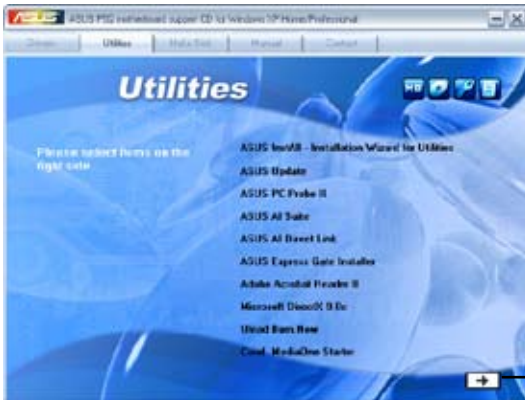 ASUS
ASUS P5Q motherboard support CD for Windows XP Home/Professional
Drivers
Utilities
Make Disk
Manual
Contact
Utilities
Please select items on the
right side
ASUS InstAll - Installation Wizard for Utilities
ASUS Update
ASUS PC Probe II
ASUS AI Suite
ASUS AI Direct Link
ASUS Express Gate Installer
Adobe Acrobat Reader 8
Microsoft DirectX 9.0c
Ulead Burn.Now
Corel MediaOne Starter